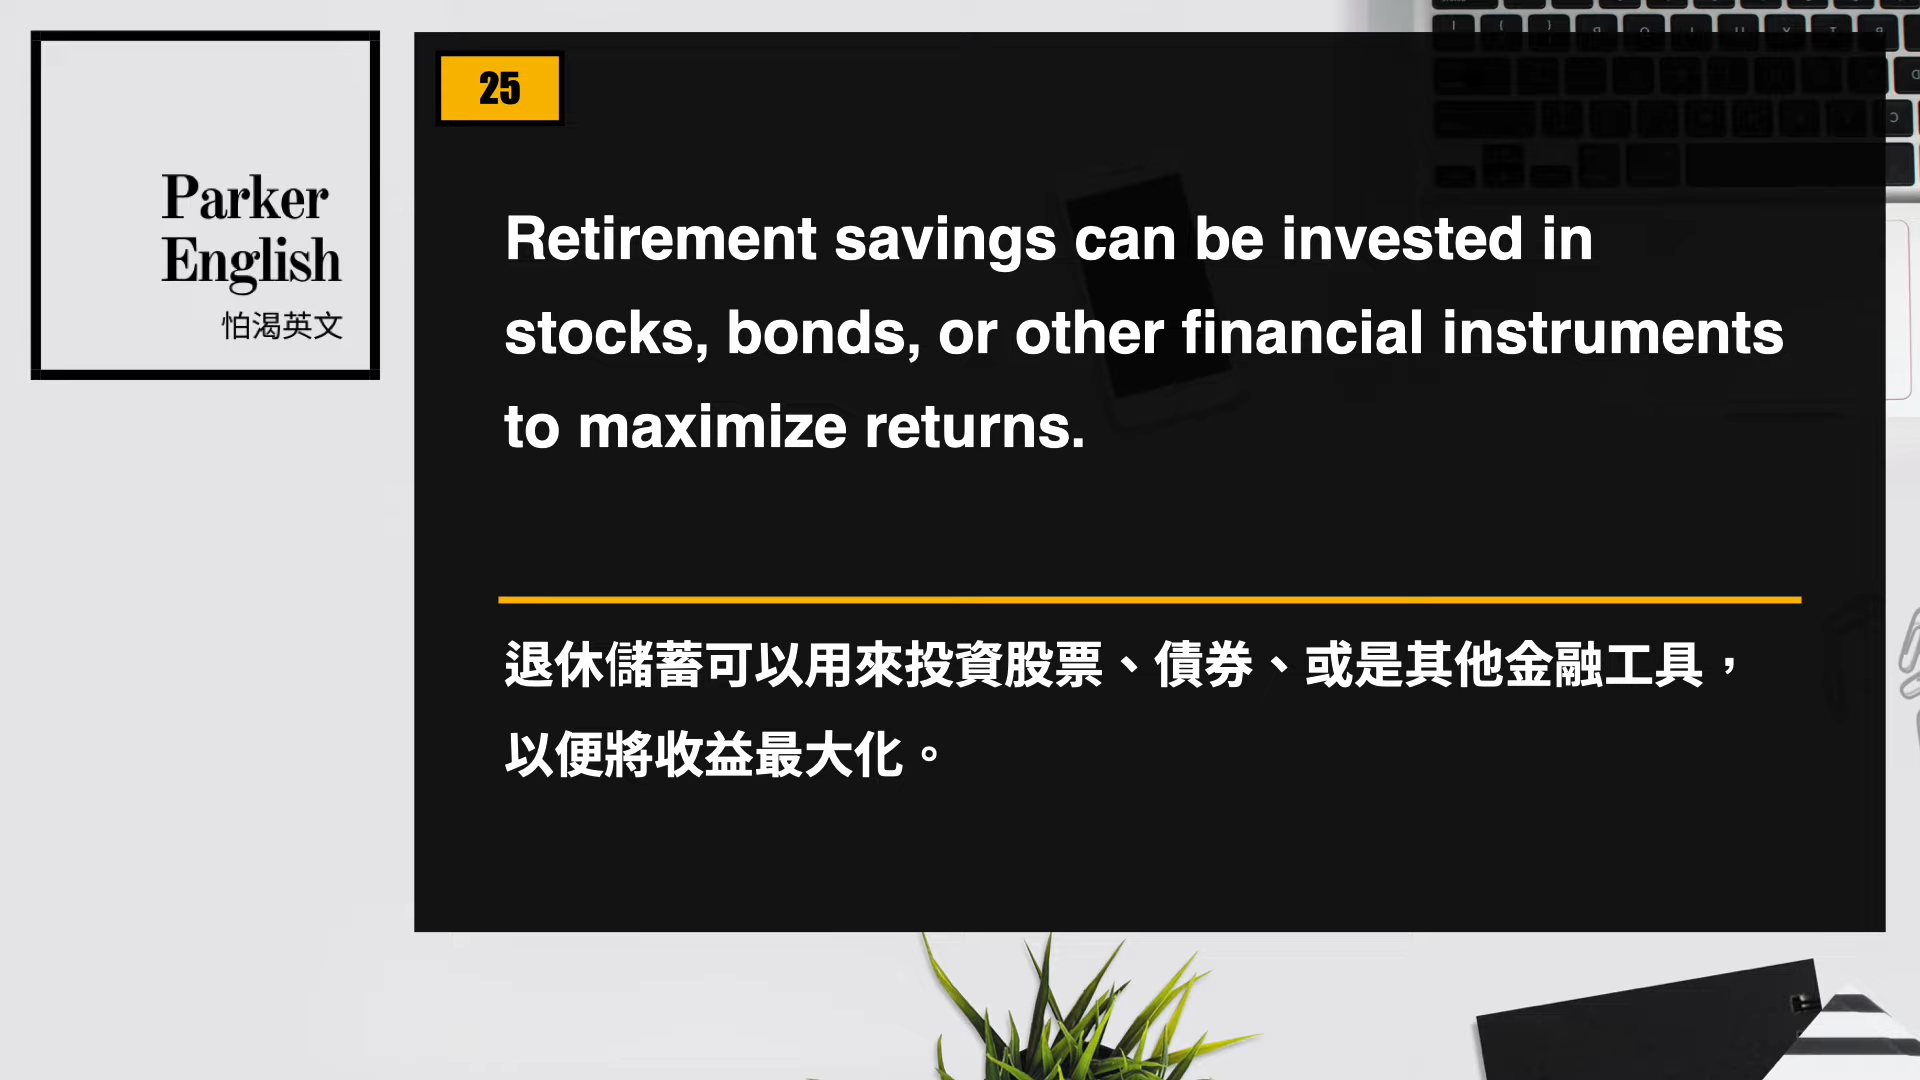 Parker
English
怕渴英文
25
Retirement savings can be invested in
stocks, bonds, or other financial instruments
to maximize returns.
退休儲蓄可以用來投資股票、債券、或是其他金融工具，
以便將收益最大化。